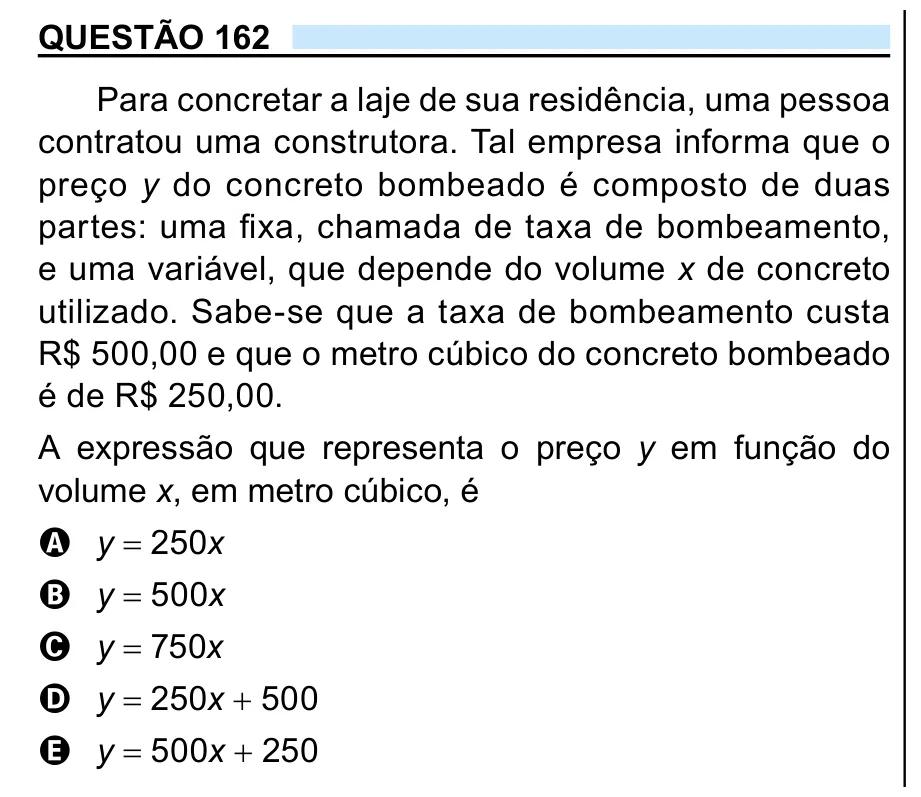 QUESTÃO 162
Para concretar a laje de sua residência, uma pessoa
contratou uma construtora. Tal empresa informa que o
preço y do concreto bombeado é composto de duas
partes: uma fixa, chamada de taxa de bombeamento,
e uma variável, que depende do volume x de concreto
utilizado. Sabe-se que a taxa de bombeamento custa
R$ 500,00 e que o metro cúbico do concreto bombeado
é de R$ 250,00.
A expressão que representa o preço y em função do
volume x, em metro cúbico, é
A y = 250x
B y = 500x
C y = 750x
D y = 250x + 500
E y = 500x + 250